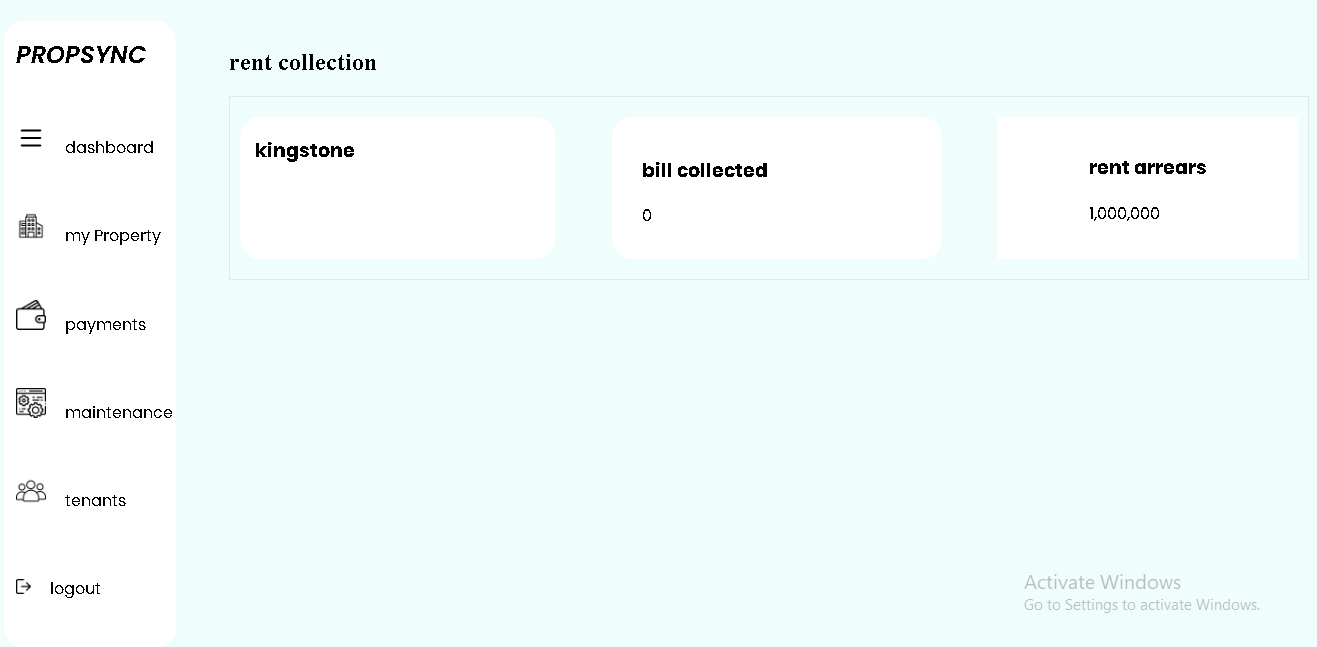 PROPSYNC
dashboard
my Property
payments
maintenance
tenants
logout
rent collection
kingstone
bill collected
0
rent arrears
1,000,000
Activate Windows
Go to Settings to activate Windows.